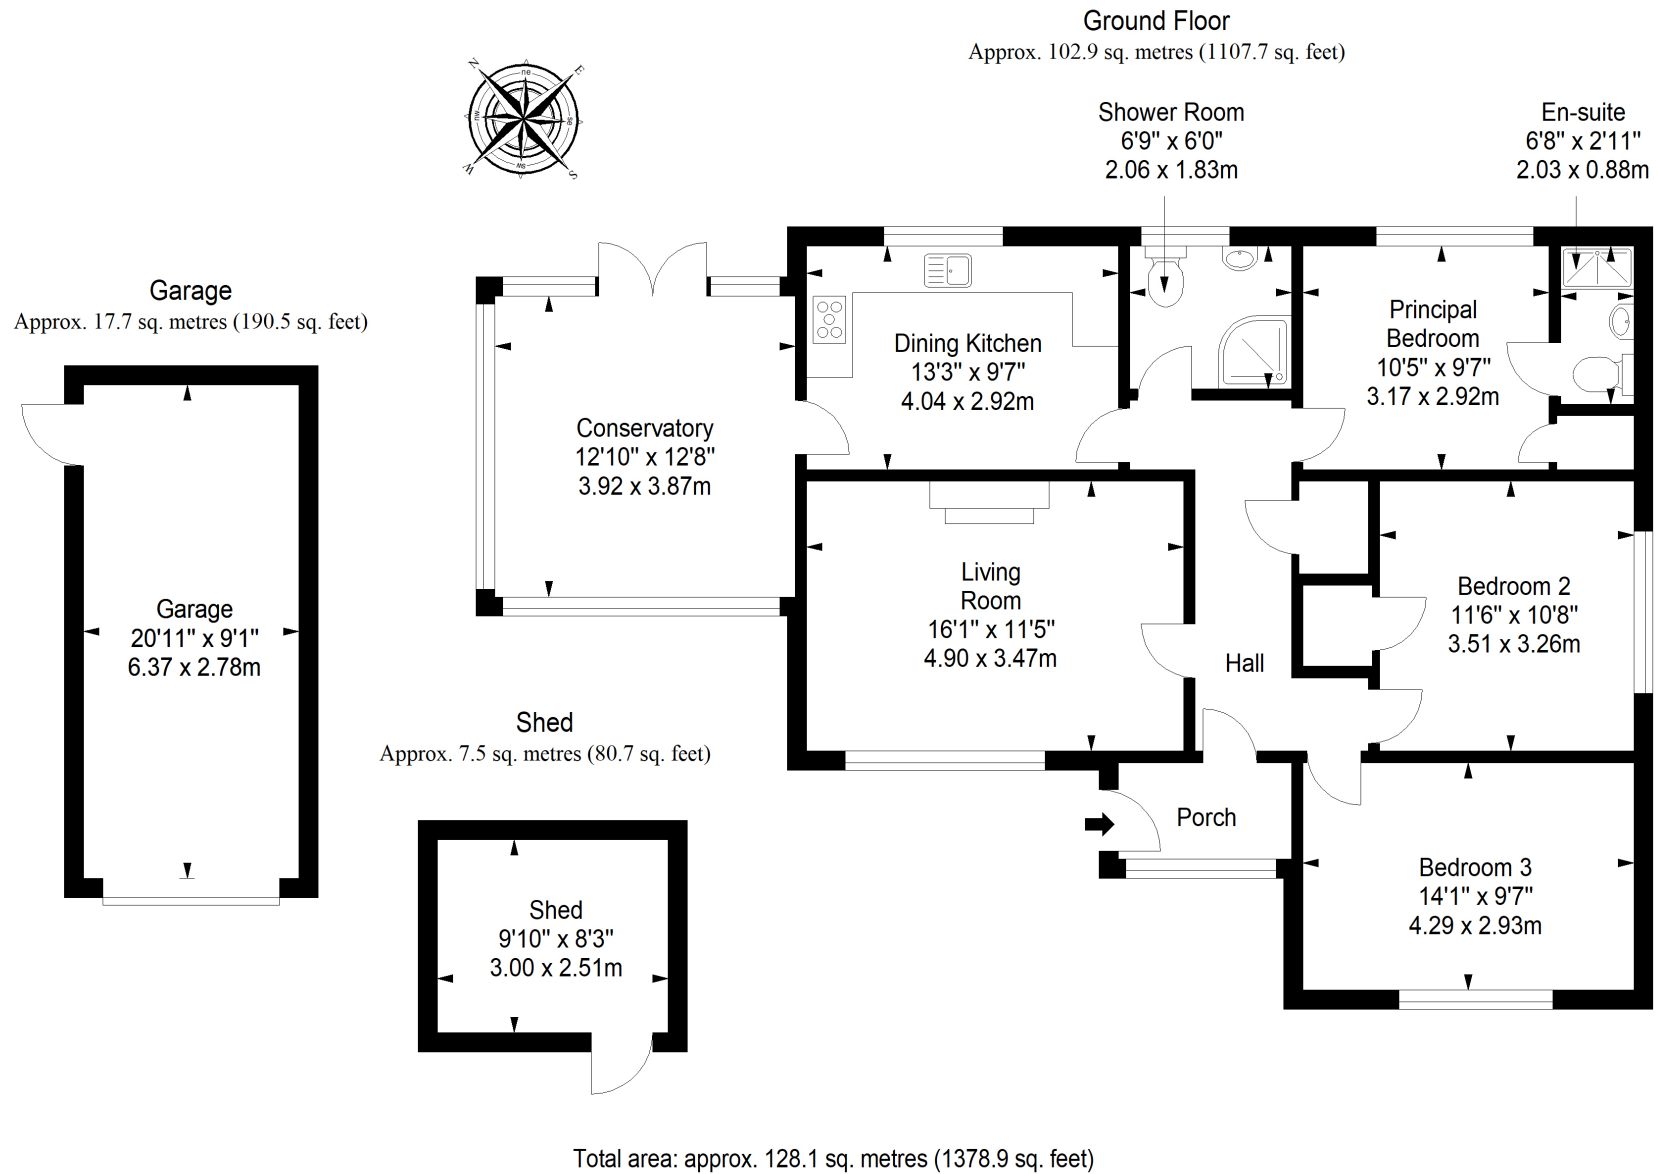 Ground Floor
Approx. 102.9 sq. metres (1107.7 sq. feet)
N
ne
E
nw
se
W
sw
S
Shower Room
6'9" x 6'0"
2.06 x 1.83m
En-suite
6'8" x 2'11"
2.03 x 0.88m
Garage
Approx. 17.7 sq. metres (190.5 sq. feet)
Principal
Bedroom
10'5" x 9'7"
3.17 x 2.92m
Dining Kitchen
13'3" x 9'7"
4.04 x 2.92m
Conservatory
12'10" x 12'8"
3.92 x 3.87m
Living
Room
16'1" x 11'5"
4.90 x 3.47m
Bedroom 2
11'6" x 10'8"
3.51 x 3.26m
Garage
20'11" x 9'1"
6.37 x 2.78m
Hall
Shed
Approx. 7.5 sq. metres (80.7 sq. feet)
Porch
Bedroom 3
14'1" x 9'7"
4.29 x 2.93m
Shed
9'10" x 8'3"
3.00 x 2.51m
Total area: approx. 128.1 sq. metres (1378.9 sq. feet)